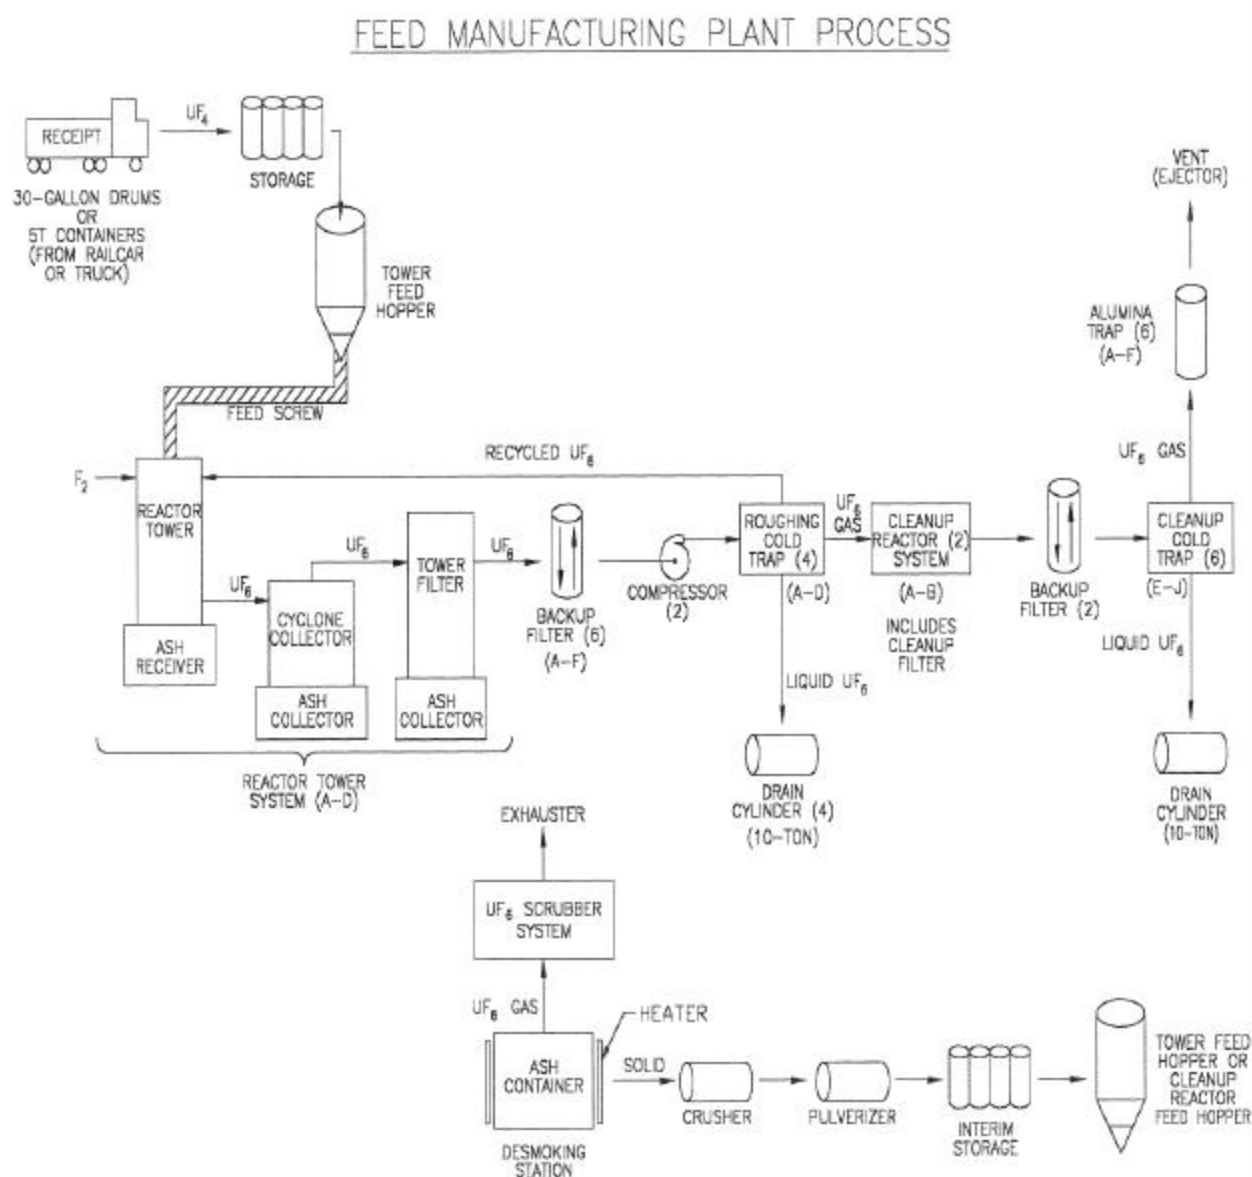 FEED MANUFACTURING PLANT PROCESS
RECEIPT
UF₄
STORAGE
30-GALLON DRUMS
OR
5T CONTAINERS
(FROM RAILCAR
OR TRUCK)
TOWER
FEED
HOPPER
FEED SCREW
VENT
(EJECTOR)
ALUMINA
TRAP (6)
(A-F)
UF₆ GAS
F₂
REACTOR
TOWER
RECYCLED UF₆
UF₆
ASH
RECEIVER
UF₆
CYCLONE
COLLECTOR
ASH
COLLECTOR
TOWER
FILTER
ASH
COLLECTOR
UF₆
BACKUP
FILTER (6)
(A-F)
COMPRESSOR
(2)
ROUGHING
COLD
TRAP (4)
(A-D)
UF₆
GAS
CLEANUP
REACTOR (2)
SYSTEM
(A-B)
INCLUDES
CLEANUP
FILTER
BACKUP
FILTER (2)
CLEANUP
COLD
TRAP (6)
(E-J)
LIQUID UF₆
DRAIN
CYLINDER (4)
(10-TON)
LIQUID UF₆
DRAIN
CYLINDER
(10-TON)
REACTOR TOWER
SYSTEM (A-D)
EXHAUSTER
UF₆ SCRUBBER
SYSTEM
UF₆ GAS
HEATER
ASH
CONTAINER
DESMOKING
STATION
SOLID
CRUSHER
PULVERIZER
INTERIM
STORAGE
TOWER FEED
HOPPER OR
CLEANUP
REACTOR
FEED HOPPER